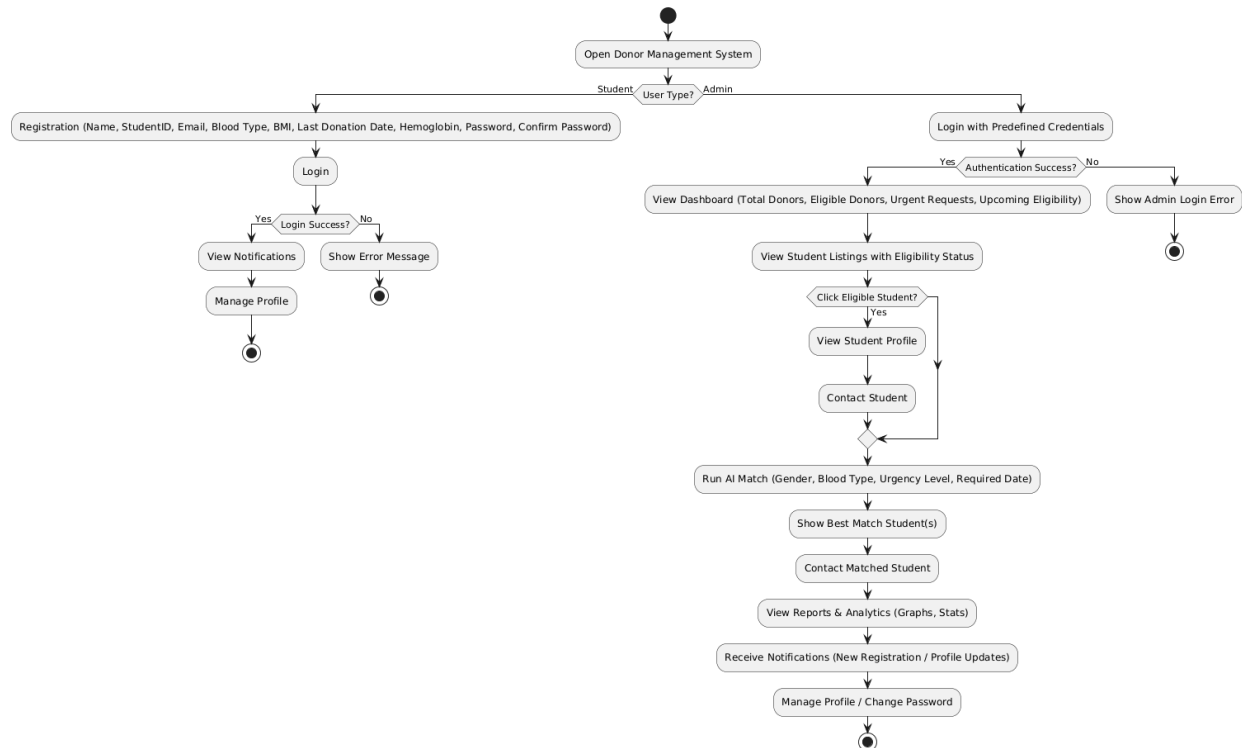 Open Donor Management System
User Type?
Student
Admin
Registration (Name, StudentID, Email, Blood Type, BMI, Last Donation Date, Hemoglobin, Password, Confirm Password)
Login
Login Success?
Yes
No
View Notifications
Show Error Message
Manage Profile
Login with Predefined Credentials
Authentication Success?
Yes
No
View Dashboard (Total Donors, Eligible Donors, Urgent Requests, Upcoming Eligibility)
Show Admin Login Error
View Student Listings with Eligibility Status
Click Eligible Student?
Yes
View Student Profile
Contact Student
Run AI Match (Gender, Blood Type, Urgency Level, Required Date)
Show Best Match Student(s)
Contact Matched Student
View Reports & Analytics (Graphs, Stats)
Receive Notifications (New Registration / Profile Updates)
Manage Profile / Change Password